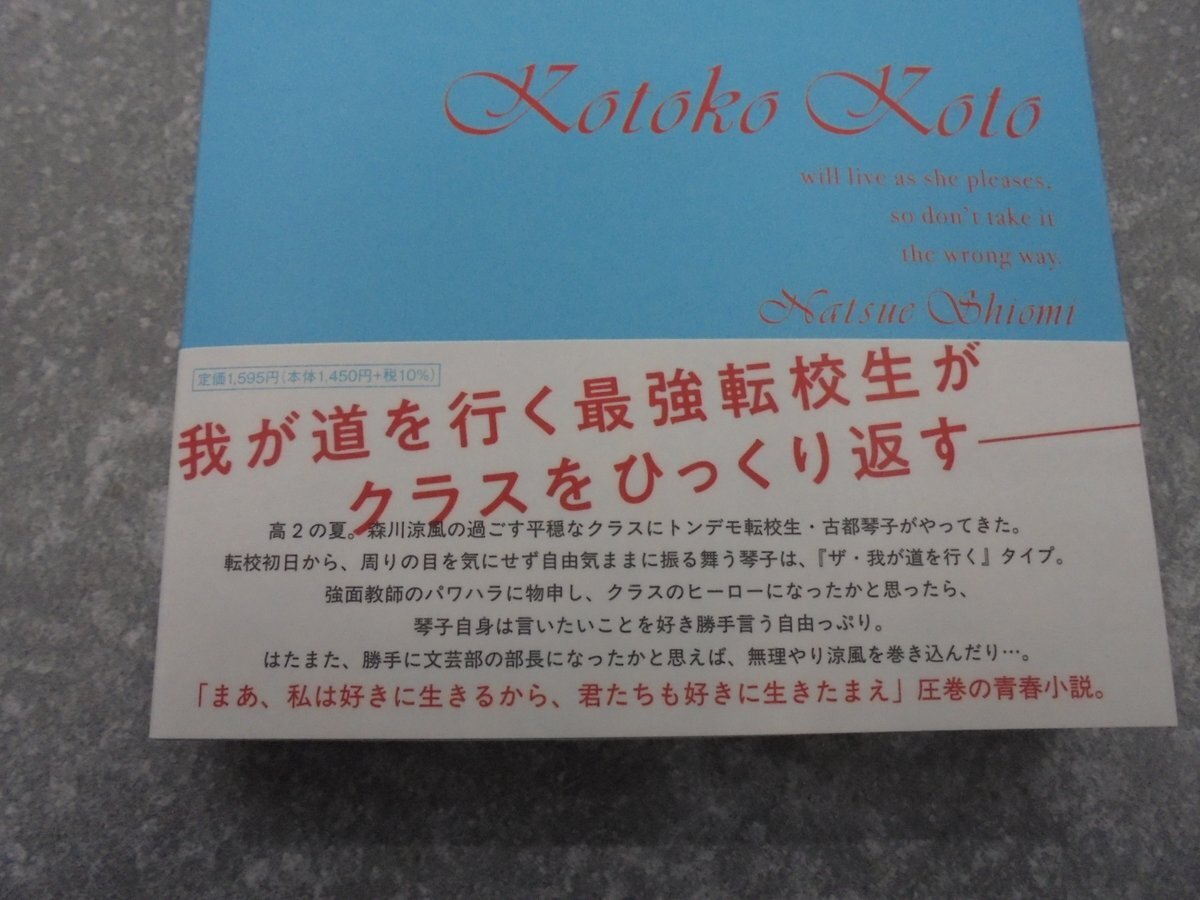 Kotoko Koto
will live as she pleases,
so don't take it
the wrong way.
Natsue Shiomi
定価1,595円(本体1,450円+税10%)
我が道を行く最強転校生が
クラスをひっくり返す――
高2の夏。森川涼風の過ごす平穏なクラスにトンデモ転校生・古都琴子がやってきた。
転校初日から、周りの目を気にせず自由気ままに振る舞う琴子は、『ザ・我が道を行く』タイプ。
強面教師のパワハラに物申し、クラスのヒーローになったかと思ったら、
琴子自身は言いたいことを好き勝手言う自由っぷり。
はたまた、勝手に文芸部の部長になったかと思えば、無理やり涼風を巻き込んだり…。
「まあ、私は好きに生きるから、君たちも好きに生きたまえ」圧巻の青春小説。